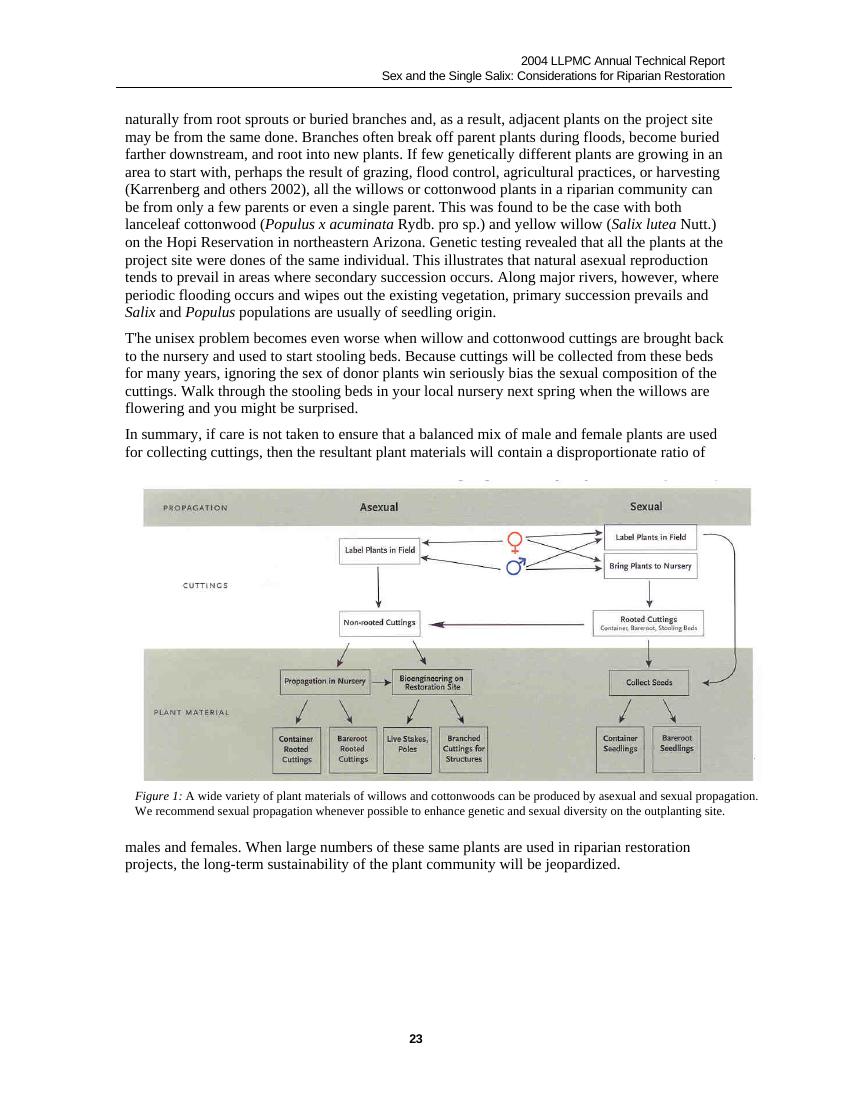 2004 LLPMC Annual Technical Report
Sex and the Single Salix: Considerations for Riparian Restoration
naturally from root sprouts or buried branches and, as a result, adjacent plants on the project site
may be from the same done. Branches often break off parent plants during floods, become buried
farther downstream, and root into new plants. If few genetically different plants are growing in an
area to start with, perhaps the result of grazing, flood control, agricultural practices, or harvesting
(Karrenberg and others 2002), all the willows or cottonwood plants in a riparian community can
be from only a few parents or even a single parent. This was found to be the case with both
lanceleaf cottonwood (Populus x acuminata Rydb. pro sp.) and yellow willow (Salix lutea Nutt.)
on the Hopi Reservation in northeastern Arizona. Genetic testing revealed that all the plants at the
project site were dones of the same individual. This illustrates that natural asexual reproduction
tends to prevail in areas where secondary succession occurs. Along major rivers, however, where
periodic flooding occurs and wipes out the existing vegetation, primary succession prevails and
Salix and Populus populations are usually of seedling origin.
T'he unisex problem becomes even worse when willow and cottonwood cuttings are brought back
to the nursery and used to start stooling beds. Because cuttings will be collected from these beds
for many years, ignoring the sex of donor plants win seriously bias the sexual composition of the
cuttings. Walk through the stooling beds in your local nursery next spring when the willows are
flowering and you might be surprised.
In summary, if care is not taken to ensure that a balanced mix of male and female plants are used
for collecting cuttings, then the resultant plant materials will contain a disproportionate ratio of
PROPAGATION
Asexual
Sexual
CUTTINGS
Label Plants in Field
Label Plants in Field
Bring Plants to Nursery
Non-rooted Cuttings
Rooted Cuttings
Container, Bareroot, Stooling Beds
PLANT MATERIAL
Propagation in Nursery
Bioengineering on
Restoration Site
Collect Seeds
Container
Rooted
Cuttings
Bareroot
Rooted
Cuttings
Live Stakes,
Poles
Branched
Cuttings for
Structures
Container
Seedlings
Bareroot
Seedlings
Figure 1: A wide variety of plant materials of willows and cottonwoods can be produced by asexual and sexual propagation.
We recommend sexual propagation whenever possible to enhance genetic and sexual diversity on the outplanting site.
males and females. When large numbers of these same plants are used in riparian restoration
projects, the long-term sustainability of the plant community will be jeopardized.
23